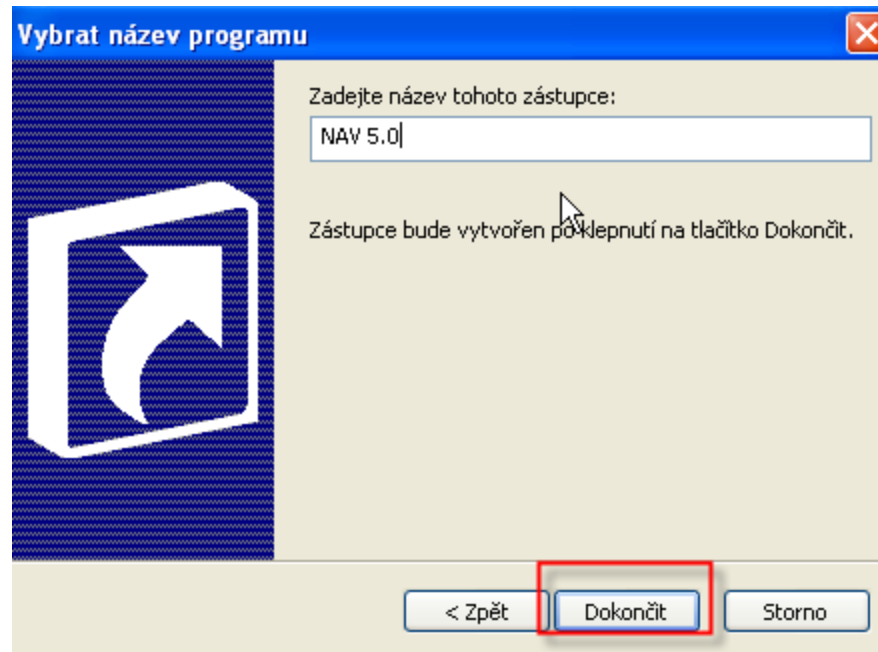 Vybrat název programu
Zadejte název tohoto zástupce:
NAV 5.0
Zástupce bude vytvořen po klepnutí na tlačítko Dokončit.
< Zpět
Dokončit
Storno